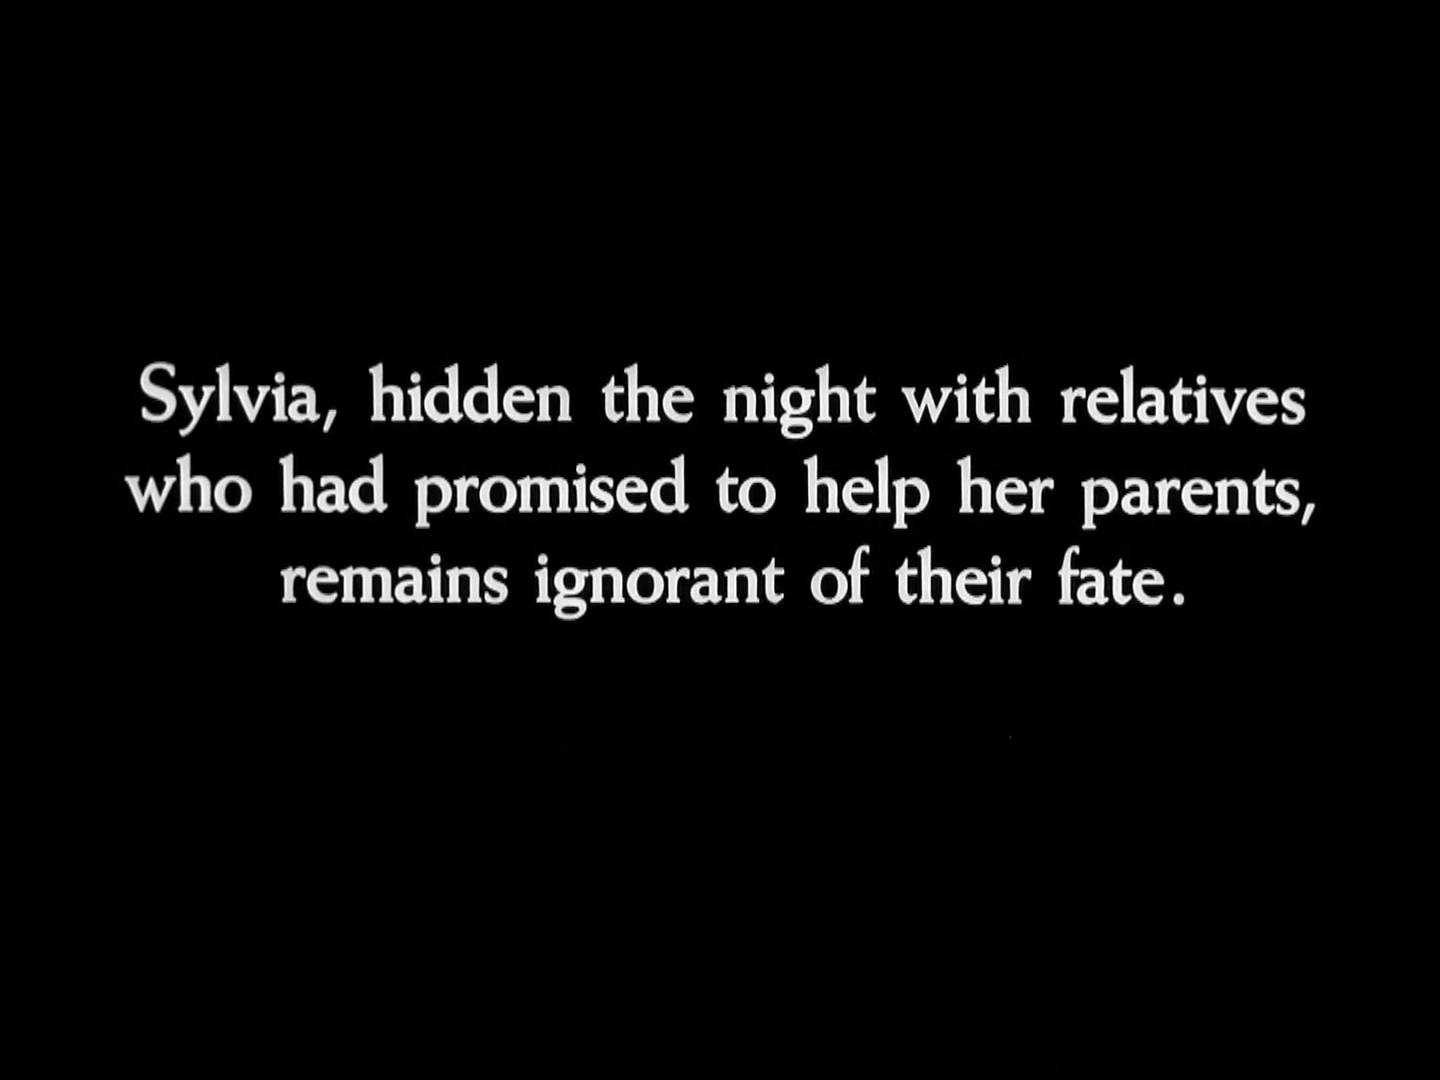 Sylvia, hidden the night with relatives
who had promised to help her parents,
remains ignorant of their fate.